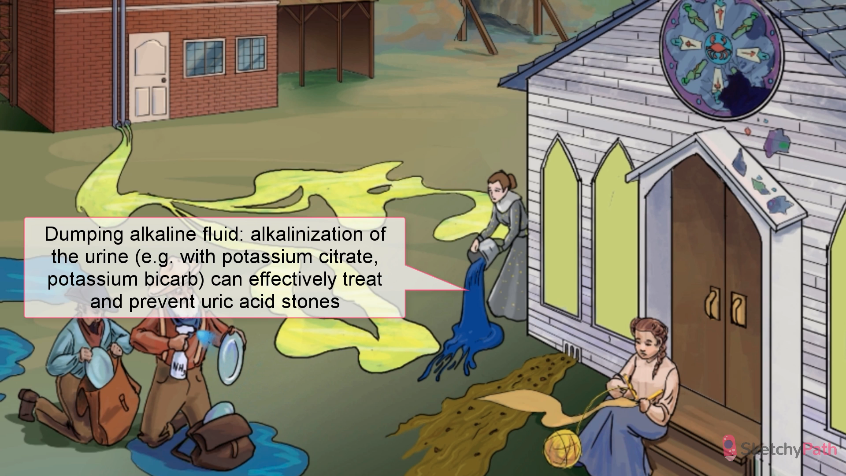 Dumping alkaline fluid: alkalinization of
the urine (e.g. with potassium citrate,
potassium bicarb) can effectively treat
and prevent uric acid stones
NH₃
SketchyPath